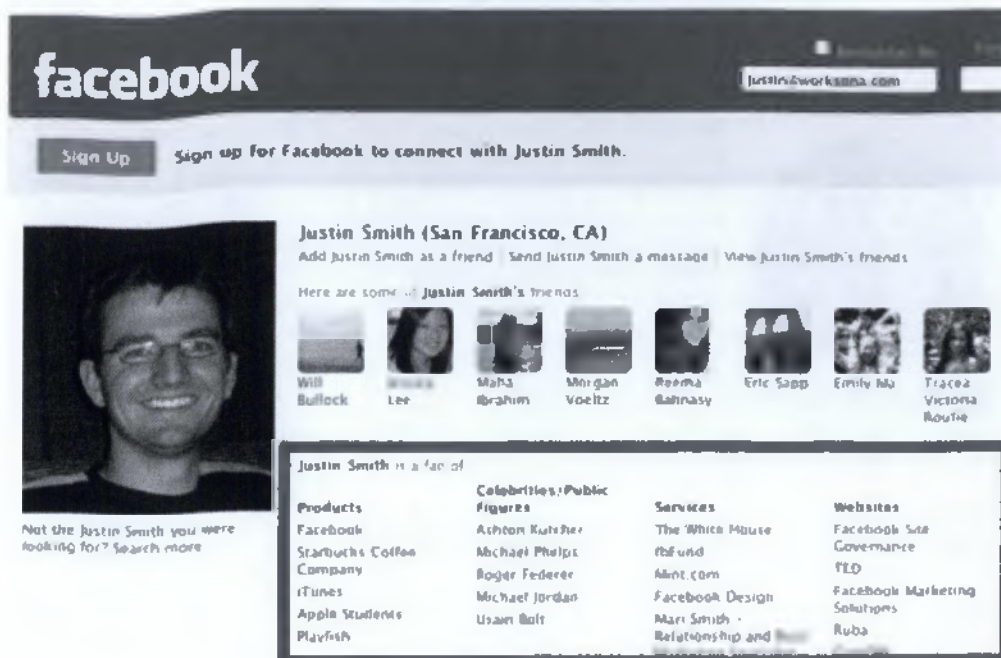 facebook
Justin@worksona.com
Sign Up
Sign up for Facebook to connect with Justin Smith.
Justin Smith (San Francisco, CA)
Add Justin Smith as a friend | Send Justin Smith a message | View Justin Smith's friends
Here are some of Justin Smith's friends
Will Bullock
Lee
Maha Ibrahim
Morgan Voeltz
Reema Bahnasy
Eric Sapp
Emily Ma
Tracea Victoria
Not the Justin Smith you were
looking for? Search more
Justin Smith is a fan of
Products
Facebook
Starbucks Coffee
Company
iTunes
Apple Students
Playfish
Celebrities/Public
Figures
Ashton Kutcher
Michael Phelps
Roger Federer
Michael Jordan
Usain Bolt
Services
The White House
fbFund
Mint.com
Facebook Design
Mari Smith -
Relationship and
Websites
Facebook Site
Governance
TED
Facebook Marketing
Solutions
Ruba